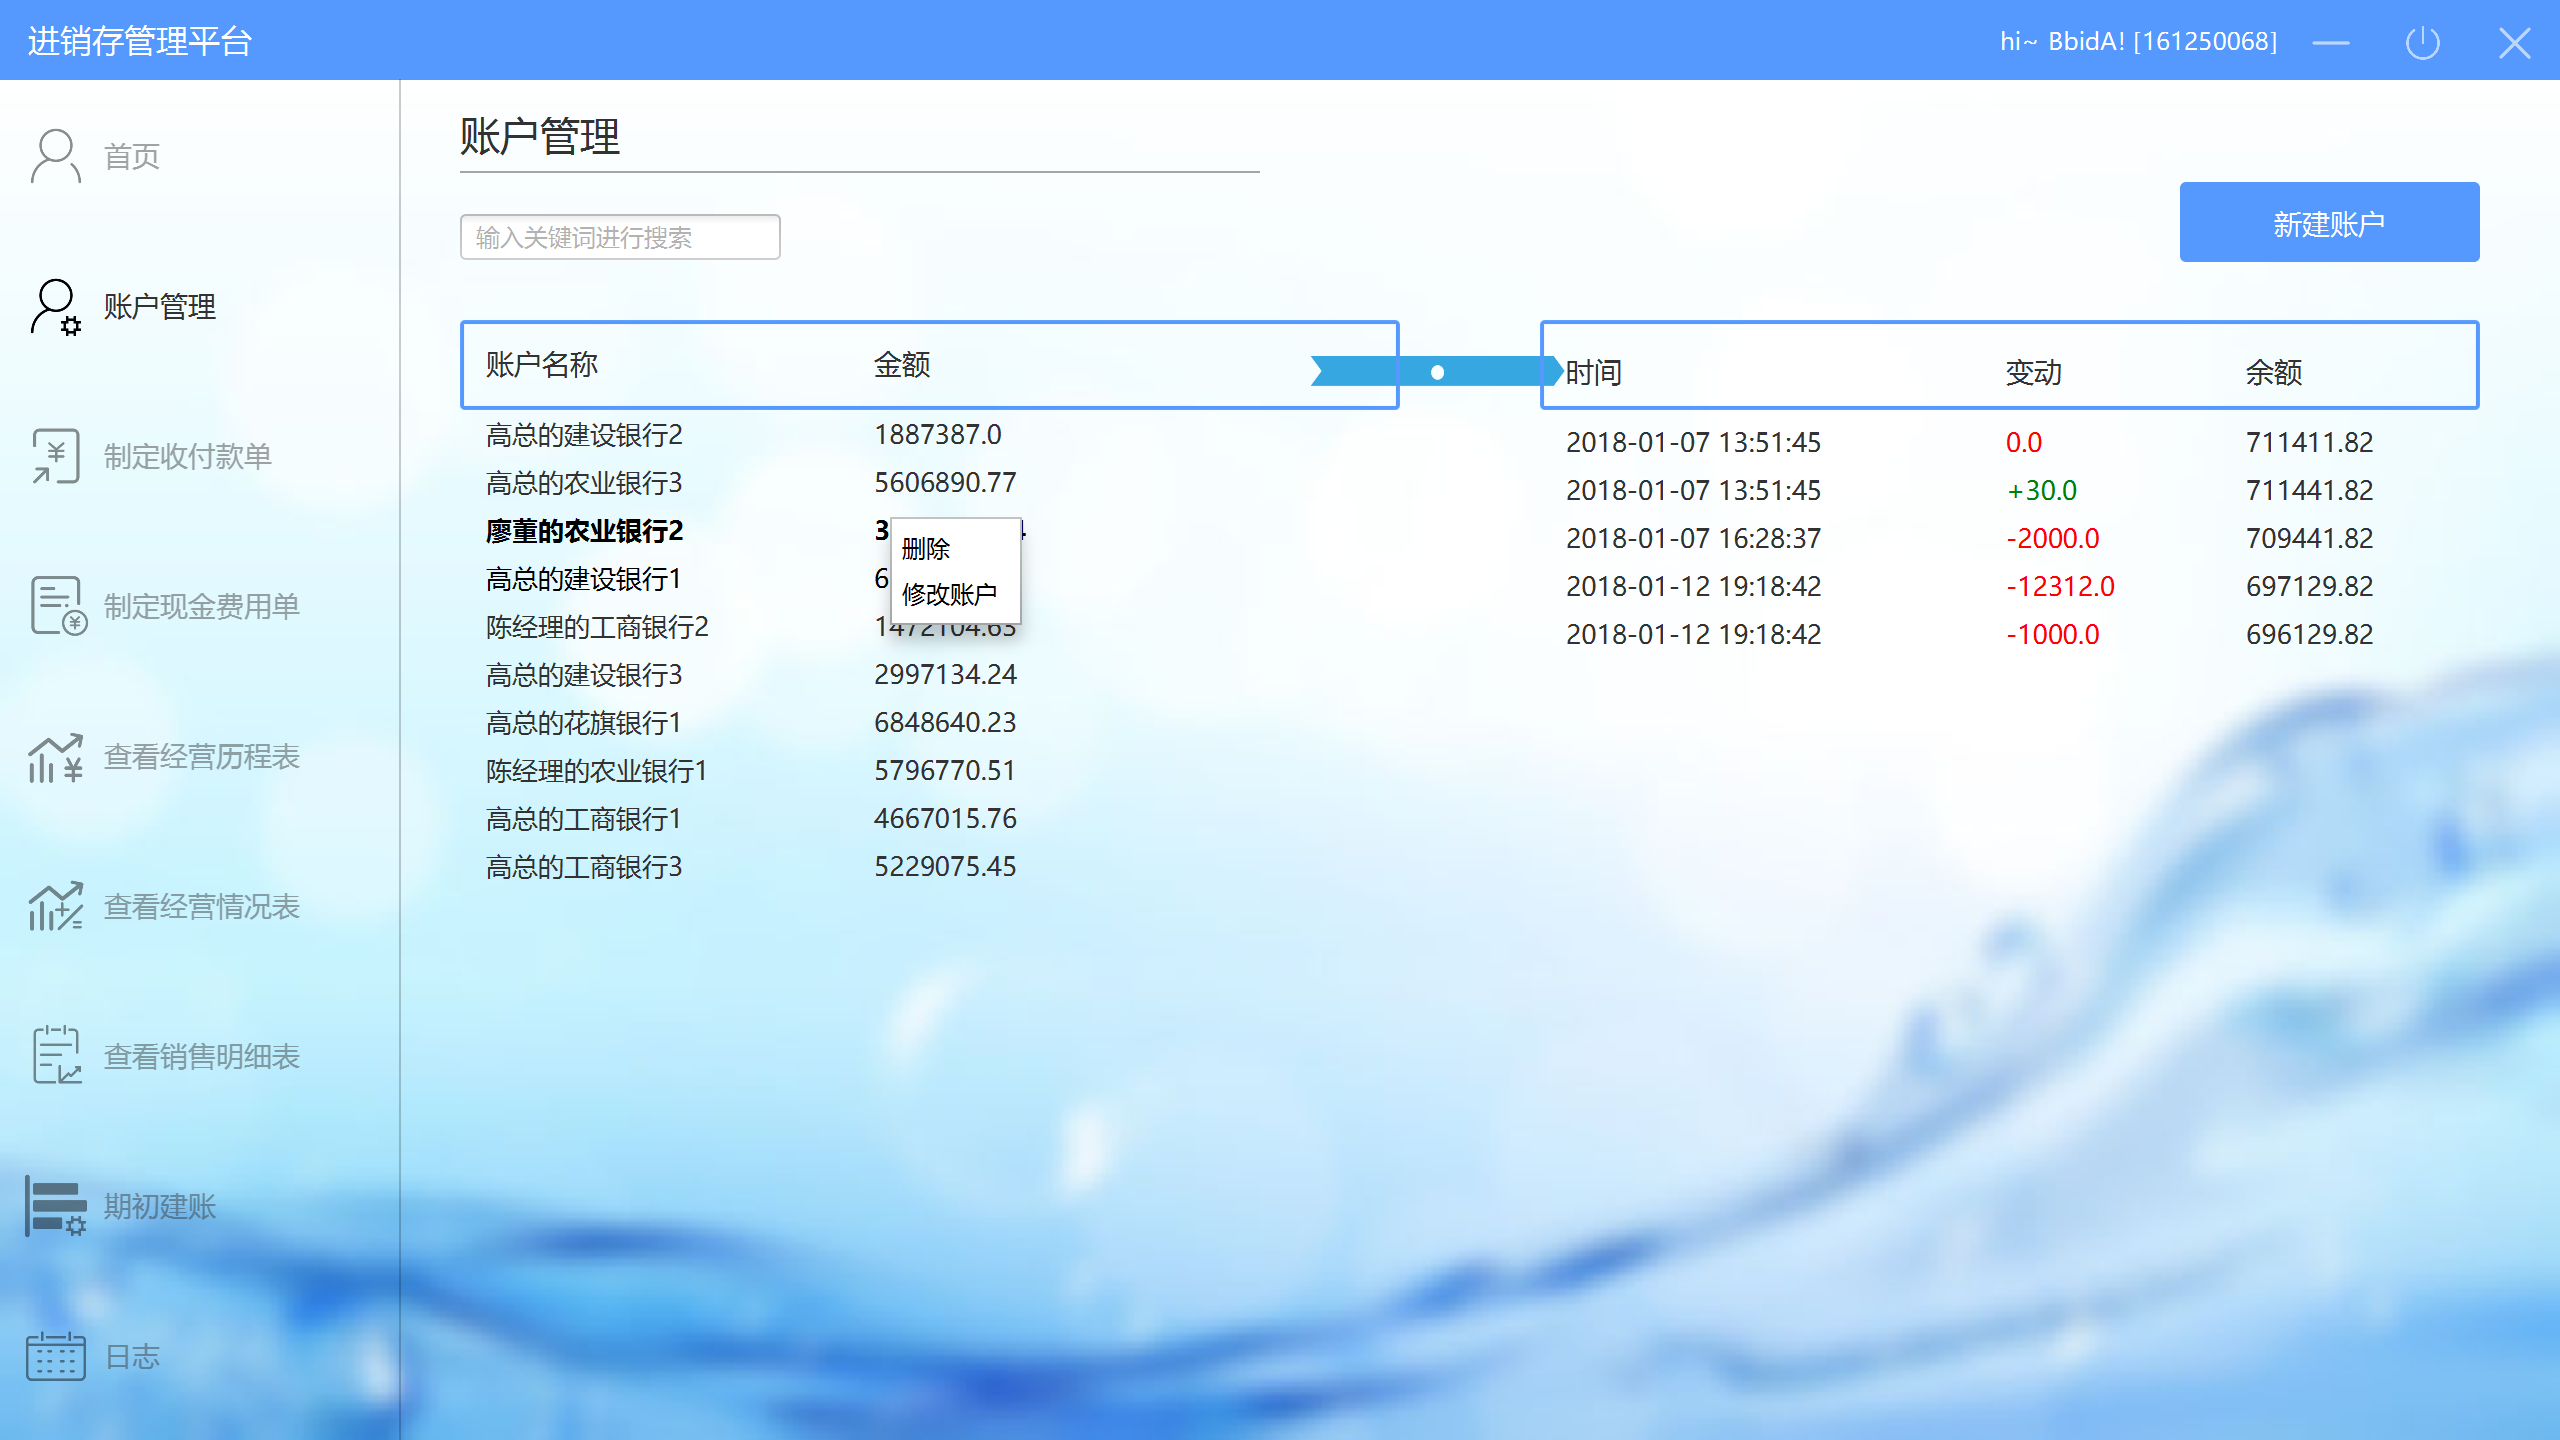 进销存管理平台
hi~ BbidA! [161250068]
首页
账户管理
制定收付款单
制定现金费用单
查看经营历程表
查看经营情况表
查看销售明细表
期初建账
日志
账户管理
输入关键词进行搜索
新建账户
账户名称 金额
高总的建设银行2 1887387.0
高总的农业银行3 5606890.77
廖董的农业银行2
高总的建设银行1
陈经理的工商银行2 1472104.63
高总的建设银行3 2997134.24
高总的花旗银行1 6848640.23
陈经理的农业银行1 5796770.51
高总的工商银行1 4667015.76
高总的工商银行3 5229075.45
删除
修改账户
时间 变动 余额
2018-01-07 13:51:45 0.0 711411.82
2018-01-07 13:51:45 +30.0 711441.82
2018-01-07 16:28:37 -2000.0 709441.82
2018-01-12 19:18:42 -12312.0 697129.82
2018-01-12 19:18:42 -1000.0 696129.82